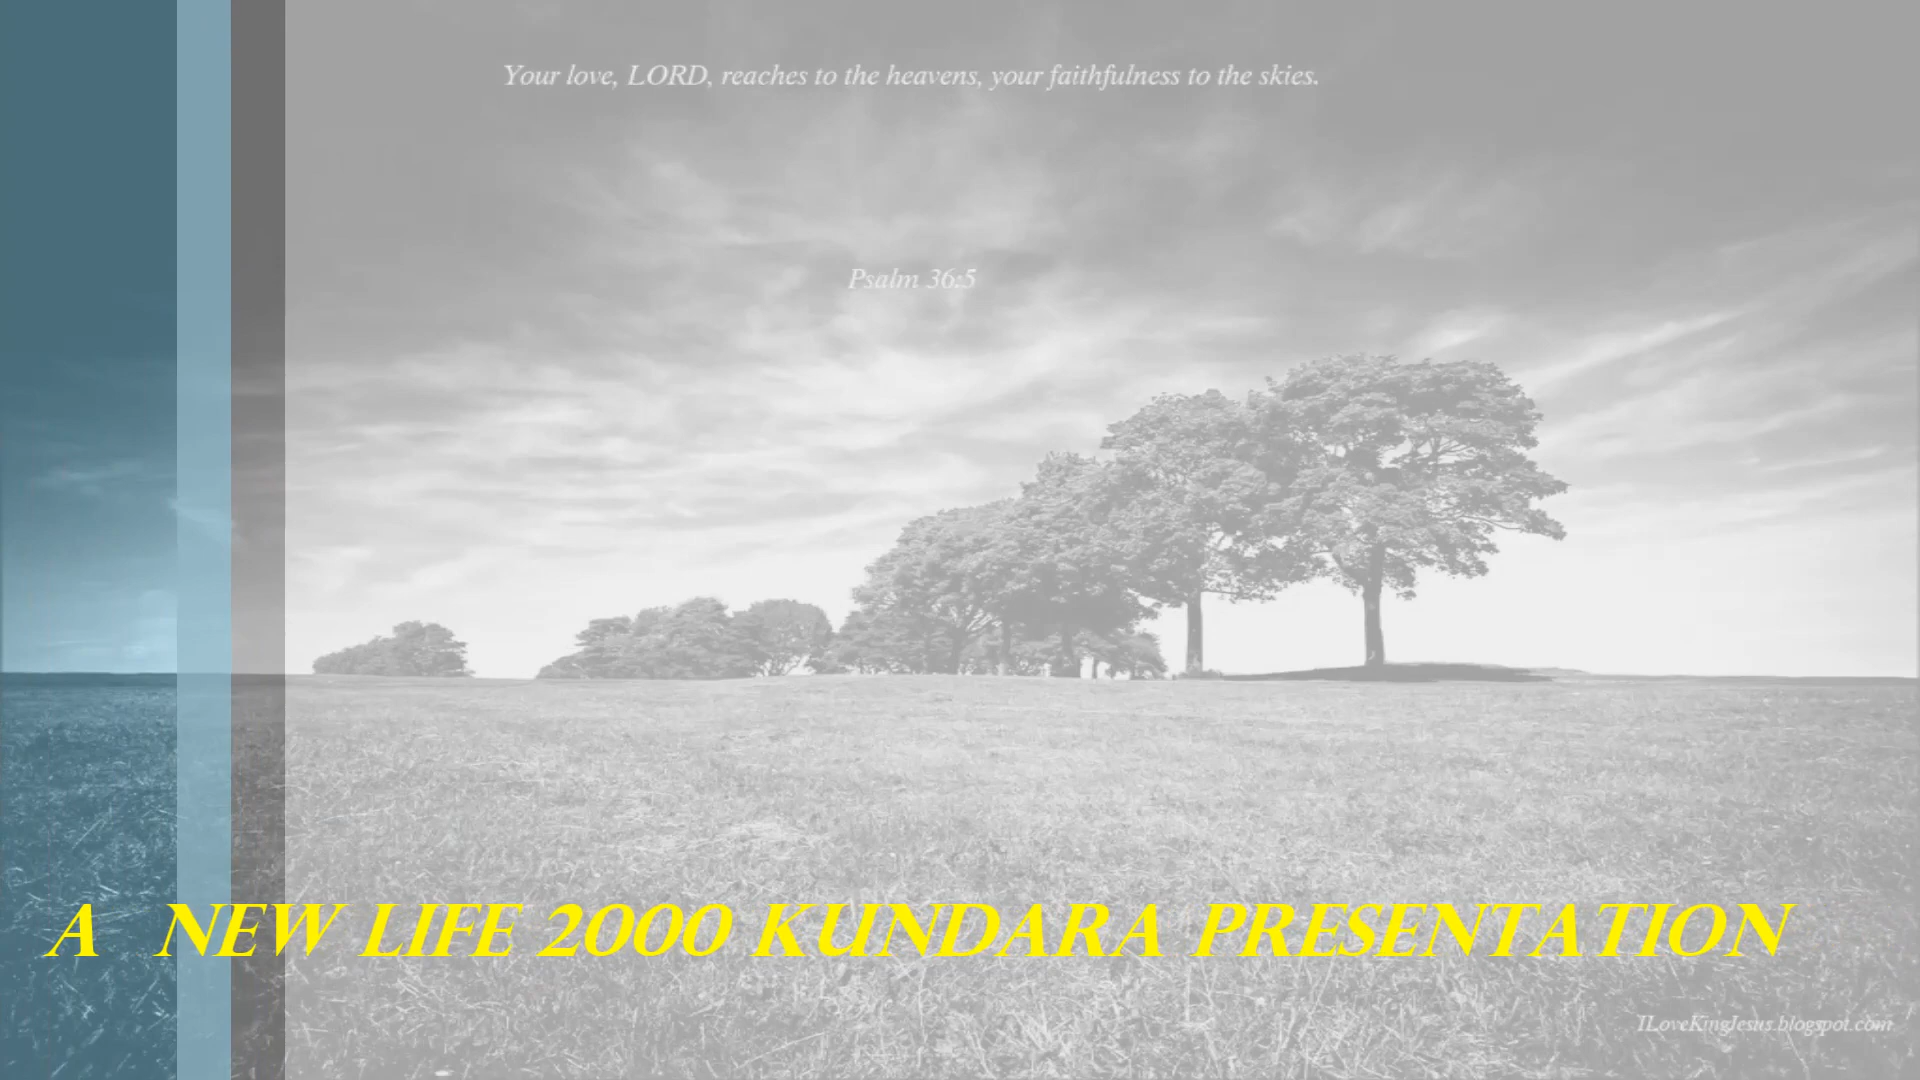 Your love, LORD, reaches to the heavens, your faithfulness to the skies.
Psalm 36:5
A NEW LIFE 2000 KUNDARA PRESENTATION
ILoveKingJesus.blogspot.com